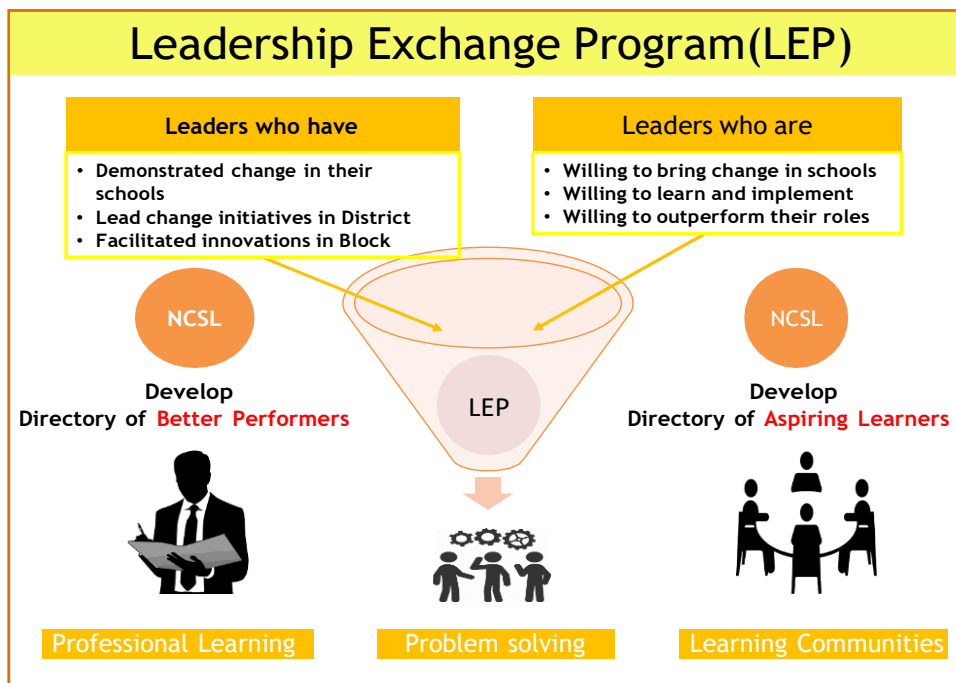 Leadership Exchange Program(LEP)
Leaders who have
• Demonstrated change in their
schools
• Lead change initiatives in District
• Facilitated innovations in Block
Leaders who are
• Willing to bring change in schools
• Willing to learn and implement
• Willing to outperform their roles
NCSL
Develop
Directory of Better Performers
LEP
NCSL
Develop
Directory of Aspiring Learners
Professional Learning
Problem solving
Learning Communities